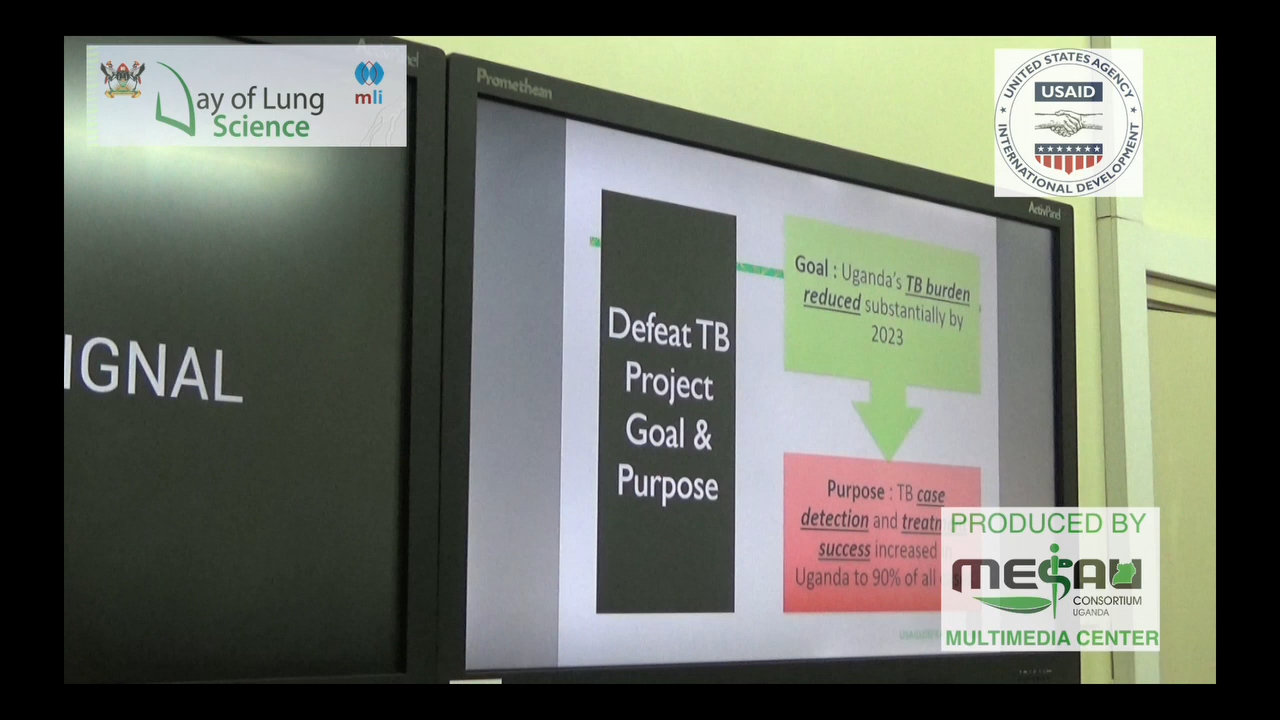 Day of Lung
Science
mli
UNITED STATES AGENCY
USAID
INTERNATIONAL DEVELOPMENT
Promethean
ActivPanel
IGNAL
Defeat TB
Project
Goal &
Purpose
Goal : Uganda's TB burden
reduced substantially by
2023
Purpose : TB case
detection and
success increased
Uganda to 90% of all
PRODUCED BY
MESAU
CONSORTIUM
UGANDA
MULTIMEDIA CENTER